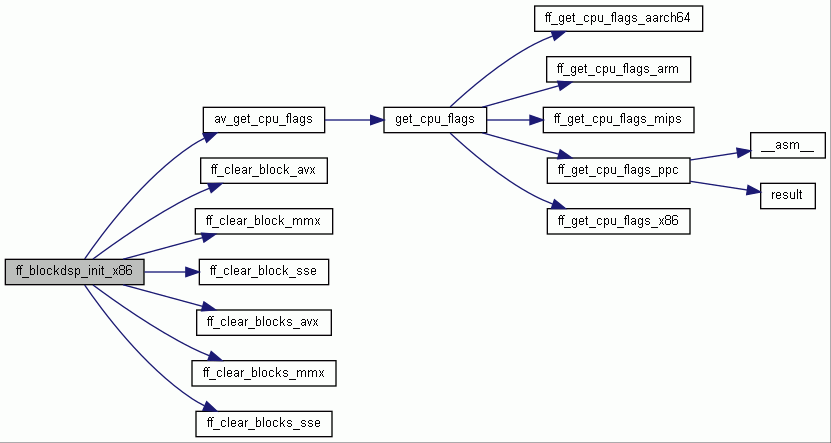 ff_get_cpu_flags_aarch64
ff_get_cpu_flags_arm
av_get_cpu_flags
get_cpu_flags
ff_get_cpu_flags_mips
__asm__
ff_clear_block_avx
ff_get_cpu_flags_ppc
result
ff_clear_block_mmx
ff_get_cpu_flags_x86
ff_blockdsp_init_x86
ff_clear_block_sse
ff_clear_blocks_avx
ff_clear_blocks_mmx
ff_clear_blocks_sse